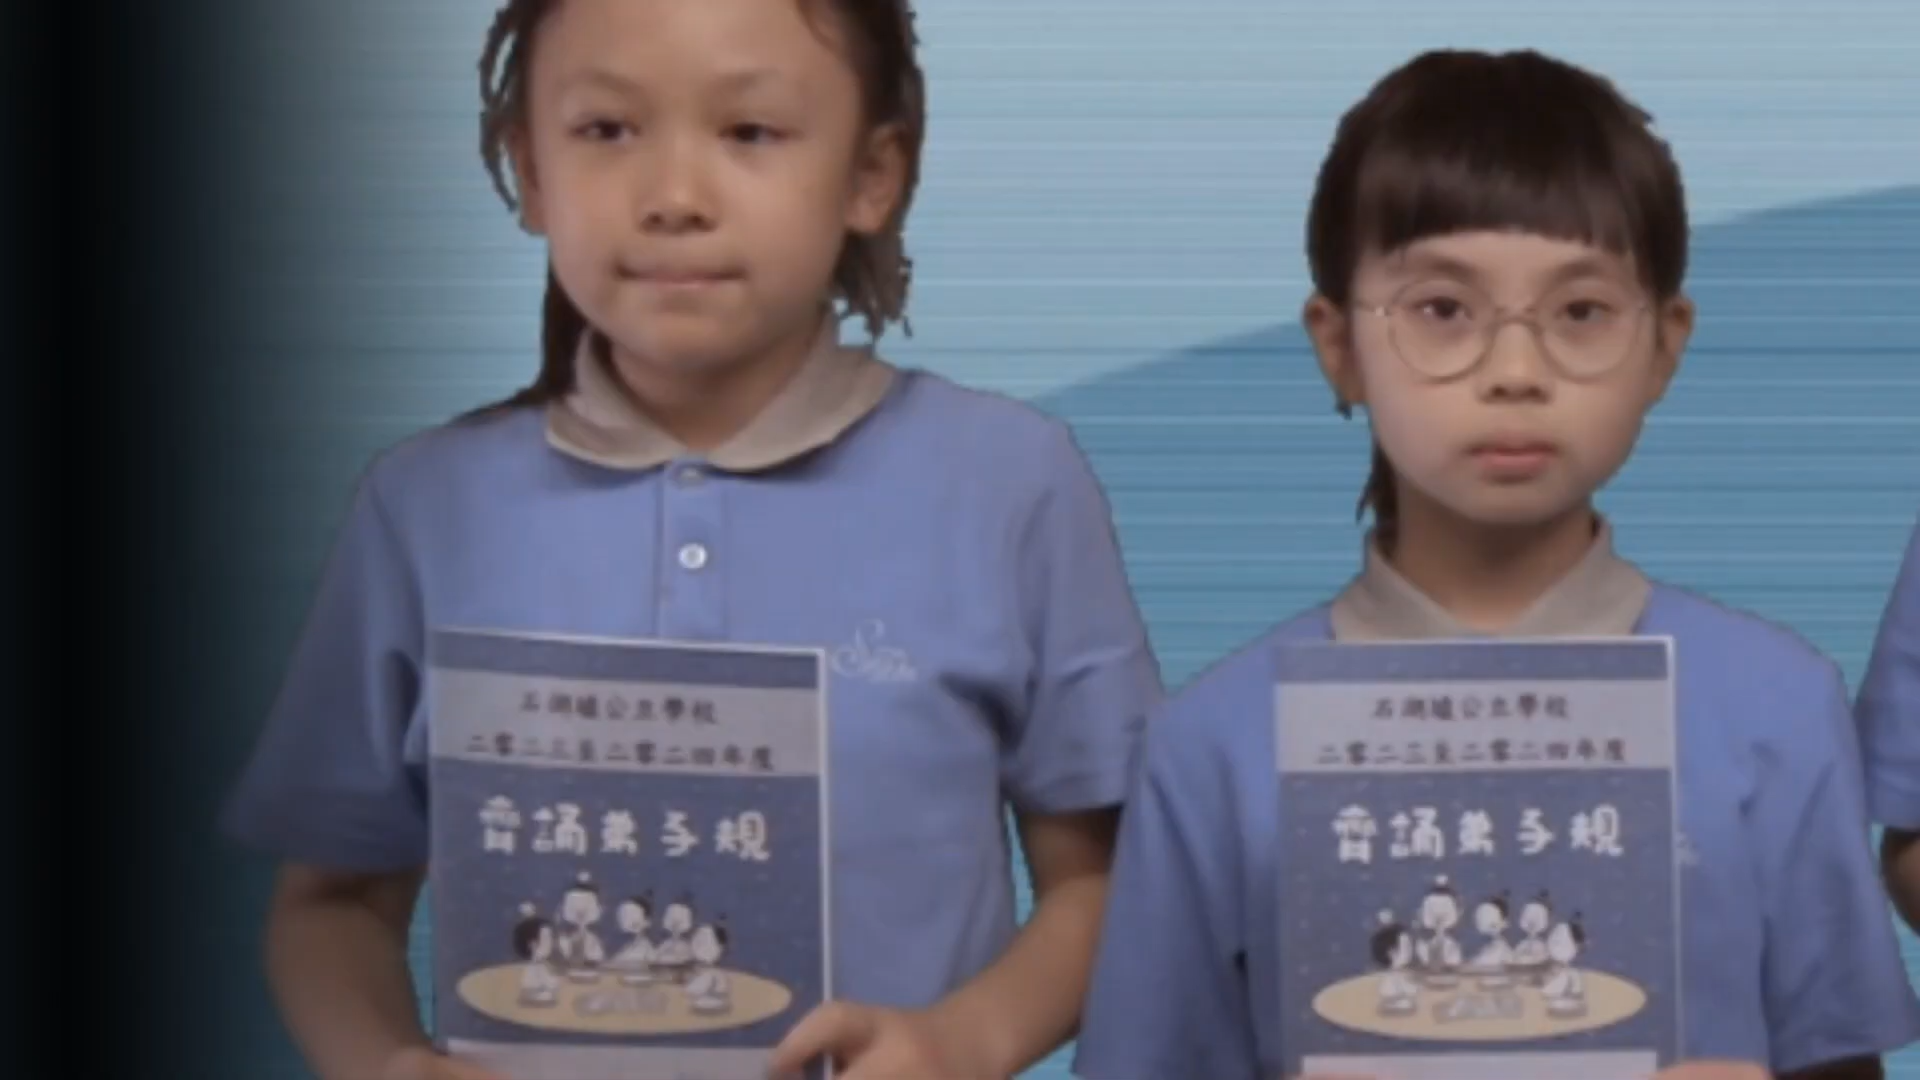 石湖墟公立學校
二零二三至二零二四年度
齊誦弟子規
石湖墟公立學校
二零二三至二零二四年度
齊誦弟子規